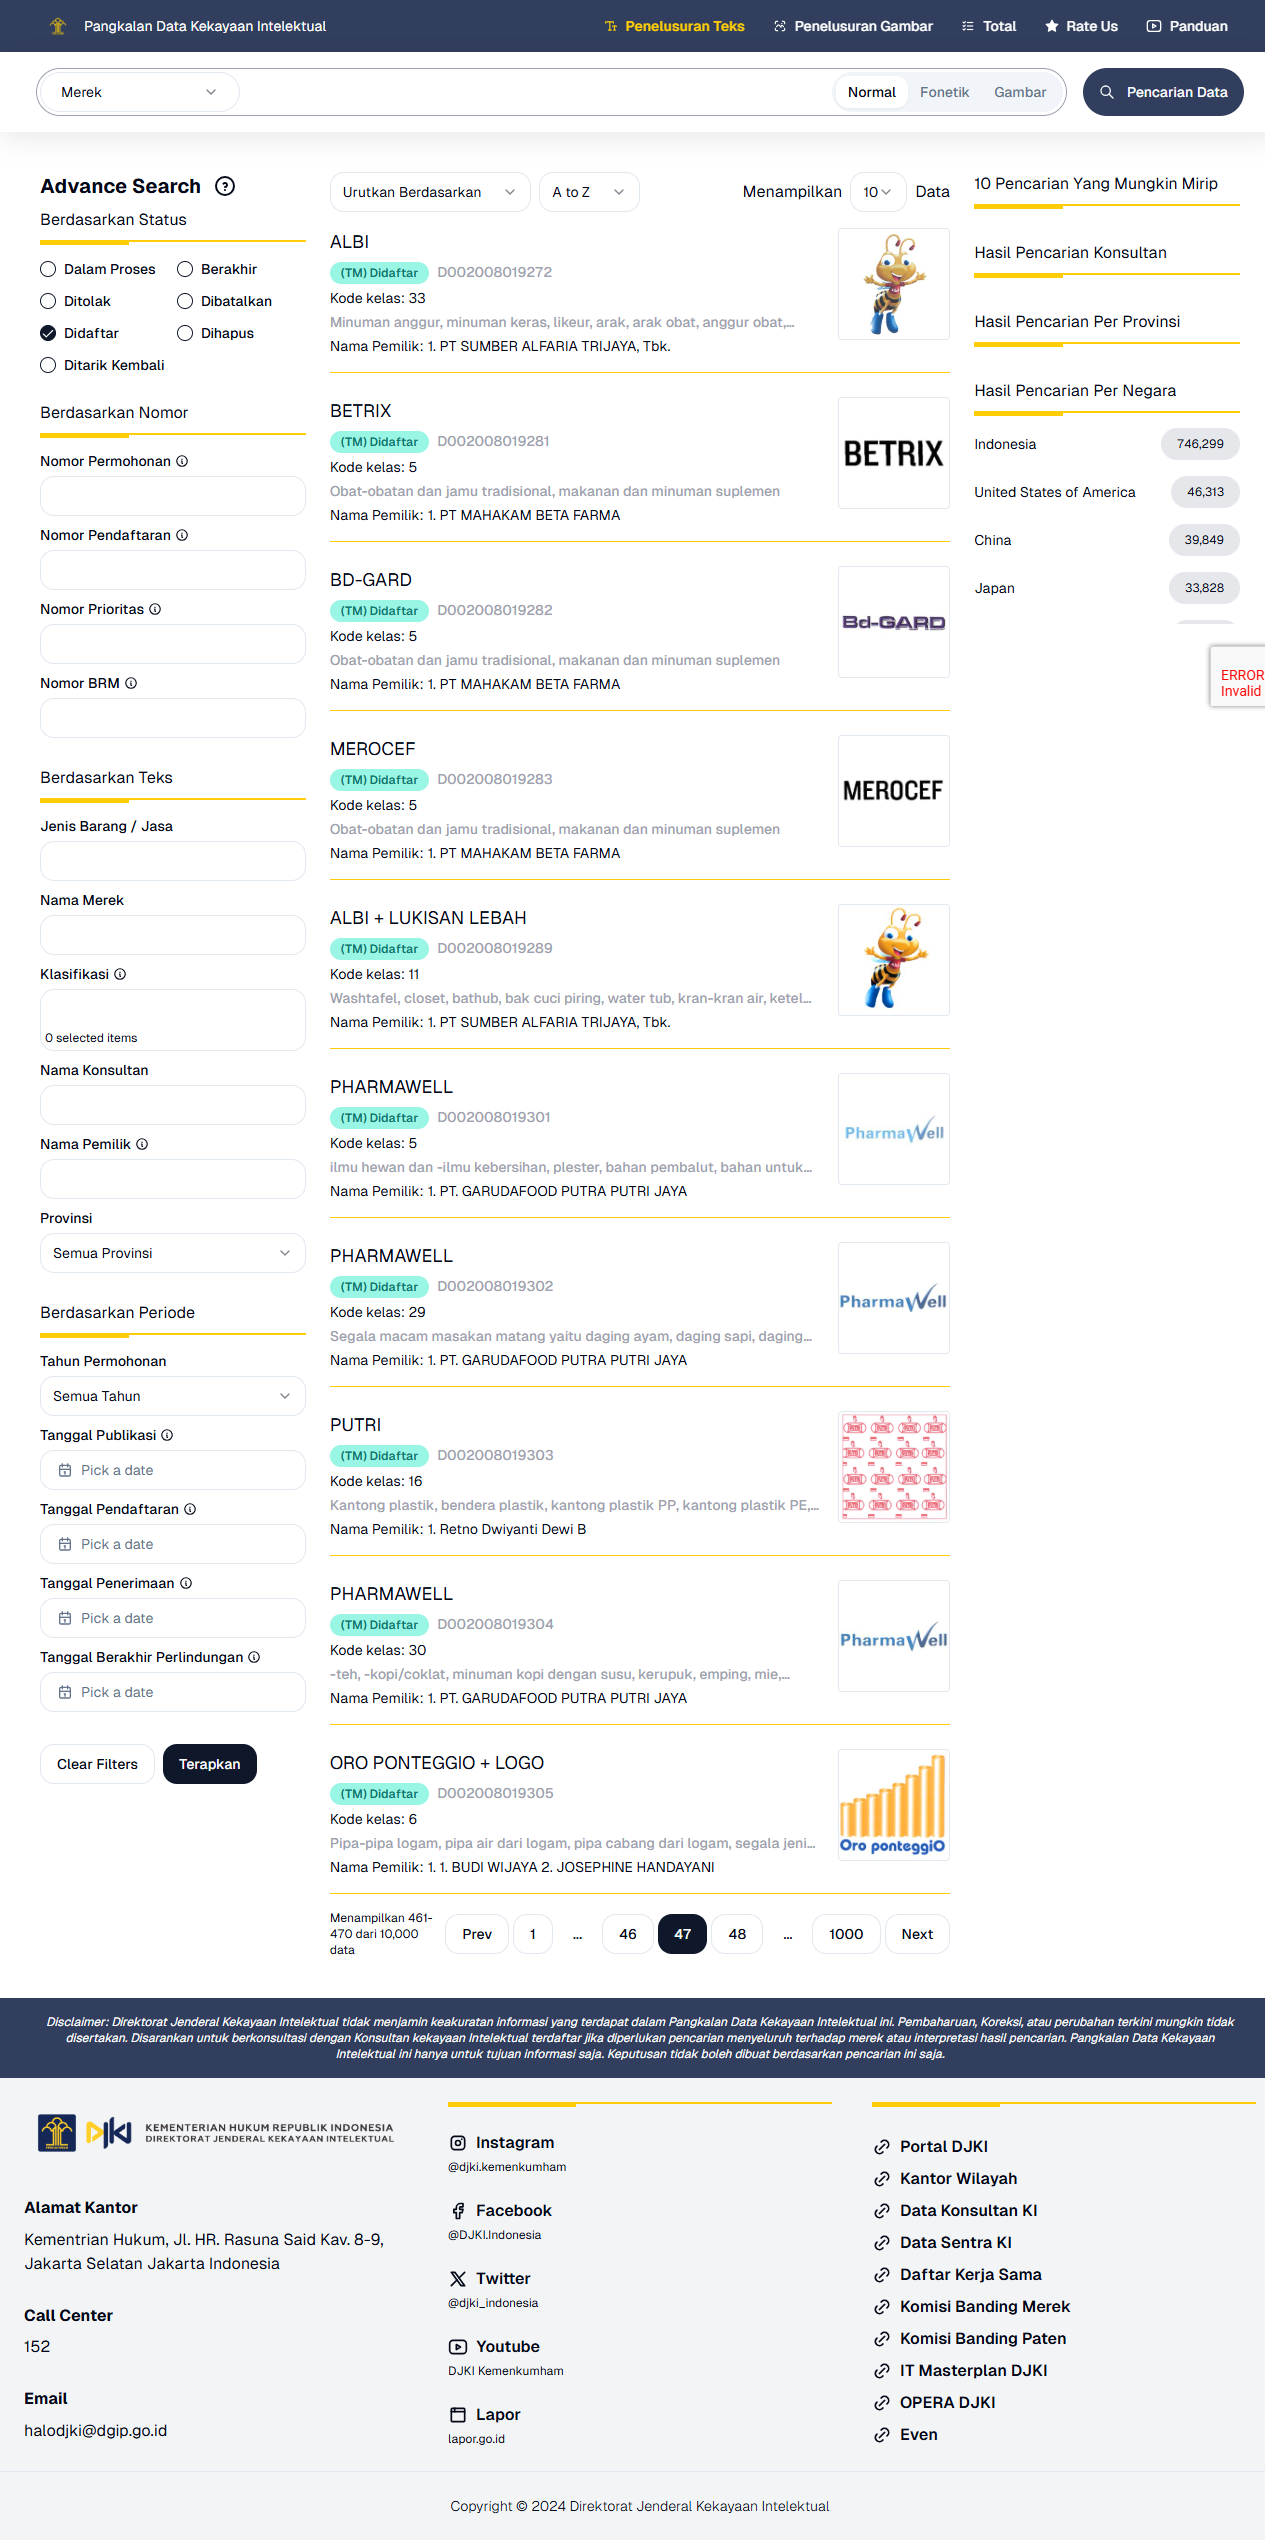 Pangkalan Data Kekayaan Intelektual
Penelusuran Teks
Penelusuran Gambar
Total
Rate Us
Panduan
Merek
Normal
Fonetik
Gambar
Pencarian Data
Advance Search
Berdasarkan Status
Dalam Proses
Berakhir
Ditolak
Dibatalkan
Didaftar
Dihapus
Ditarik Kembali
Berdasarkan Nomor
Nomor Permohonan
Nomor Pendaftaran
Nomor Prioritas
Nomor BRM
Berdasarkan Teks
Jenis Barang / Jasa
Nama Merek
Klasifikasi
0 selected items
Nama Konsultan
Nama Pemilik
Provinsi
Semua Provinsi
Berdasarkan Periode
Tahun Permohonan
Semua Tahun
Tanggal Publikasi
Pick a date
Tanggal Pendaftaran
Pick a date
Tanggal Penerimaan
Pick a date
Tanggal Berakhir Perlindungan
Pick a date
Clear Filters
Terapkan
Urutkan Berdasarkan
A to Z
Menampilkan
10
Data
ALBI
(TM) Didaftar
D002008019272
Kode kelas: 33
Minuman anggur, minuman keras, likeur, arak, arak obat, anggur obat,...
Nama Pemilik: 1. PT SUMBER ALFARIA TRIJAYA, Tbk.
BETRIX
(TM) Didaftar
D002008019281
Kode kelas: 5
Obat-obatan dan jamu tradisional, makanan dan minuman suplemen
Nama Pemilik: 1. PT MAHAKAM BETA FARMA
BETRIX
BD-GARD
(TM) Didaftar
D002008019282
Kode kelas: 5
Obat-obatan dan jamu tradisional, makanan dan minuman suplemen
Nama Pemilik: 1. PT MAHAKAM BETA FARMA
Bd-GARD
MEROCEF
(TM) Didaftar
D002008019283
Kode kelas: 5
Obat-obatan dan jamu tradisional, makanan dan minuman suplemen
Nama Pemilik: 1. PT MAHAKAM BETA FARMA
MEROCEF
ALBI + LUKISAN LEBAH
(TM) Didaftar
D002008019289
Kode kelas: 11
Washtafel, closet, bathub, bak cuci piring, water tub, kran-kran air, ketel...
Nama Pemilik: 1. PT SUMBER ALFARIA TRIJAYA, Tbk.
PHARMAWELL
(TM) Didaftar
D002008019301
Kode kelas: 5
ilmu hewan dan -ilmu kebersihan, plester, bahan pembalut, bahan untuk...
Nama Pemilik: 1. PT. GARUDAFOOD PUTRA PUTRI JAYA
PharmaWell
PHARMAWELL
(TM) Didaftar
D002008019302
Kode kelas: 29
Segala macam masakan matang yaitu daging ayam, daging sapi, daging...
Nama Pemilik: 1. PT. GARUDAFOOD PUTRA PUTRI JAYA
PharmaWell
PUTRI
(TM) Didaftar
D002008019303
Kode kelas: 16
Kantong plastik, bendera plastik, kantong plastik PP, kantong plastik PE,...
Nama Pemilik: 1. Retno Dwiyanti Dewi B
PHARMAWELL
(TM) Didaftar
D002008019304
Kode kelas: 30
-teh, -kopi/coklat, minuman kopi dengan susu, kerupuk, emping, mie,...
Nama Pemilik: 1. PT. GARUDAFOOD PUTRA PUTRI JAYA
PharmaWell
ORO PONTEGGIO + LOGO
(TM) Didaftar
D002008019305
Kode kelas: 6
Pipa-pipa logam, pipa air dari logam, pipa cabang dari logam, segala jeni...
Nama Pemilik: 1. 1. BUDI WIJAYA 2. JOSEPHINE HANDAYANI
Oro ponteggiO
Menampilkan 461-
470 dari 10,000
data
Prev
1
...
46
47
48
...
1000
Next
10 Pencarian Yang Mungkin Mirip
Hasil Pencarian Konsultan
Hasil Pencarian Per Provinsi
Hasil Pencarian Per Negara
Indonesia
746,299
United States of America
46,313
China
39,849
Japan
33,828
ERROR
Invalid
Disclaimer: Direktorat Jenderal Kekayaan Intelektual tidak menjamin keakuratan informasi yang terdapat dalam Pangkalan Data Kekayaan Intelektual ini. Pembaharuan, Koreksi, atau perubahan terkini mungkin tidak
disertakan. Disarankan untuk berkonsultasi dengan Konsultan kekayaan Intelektual terdaftar jika diperlukan pencarian menyeluruh terhadap merek atau interpretasi hasil pencarian. Pangkalan Data Kekayaan
Intelektual ini hanya untuk tujuan informasi saja. Keputusan tidak boleh dibuat berdasarkan pencarian ini saja.
KEMENTERIAN HUKUM REPUBLIK INDONESIA
DIREKTORAT JENDERAL KEKAYAAN INTELEKTUAL
Alamat Kantor
Kementrian Hukum, Jl. HR. Rasuna Said Kav. 8-9,
Jakarta Selatan Jakarta Indonesia
Call Center
152
Email
halodjki@dgip.go.id
Instagram
@djki.kemenkumham
Facebook
@DJKI.Indonesia
Twitter
@djki_indonesia
Youtube
DJKI Kemenkumham
Lapor
lapor.go.id
Portal DJKI
Kantor Wilayah
Data Konsultan KI
Data Sentra KI
Daftar Kerja Sama
Komisi Banding Merek
Komisi Banding Paten
IT Masterplan DJKI
OPERA DJKI
Even
Copyright © 2024 Direktorat Jenderal Kekayaan Intelektual